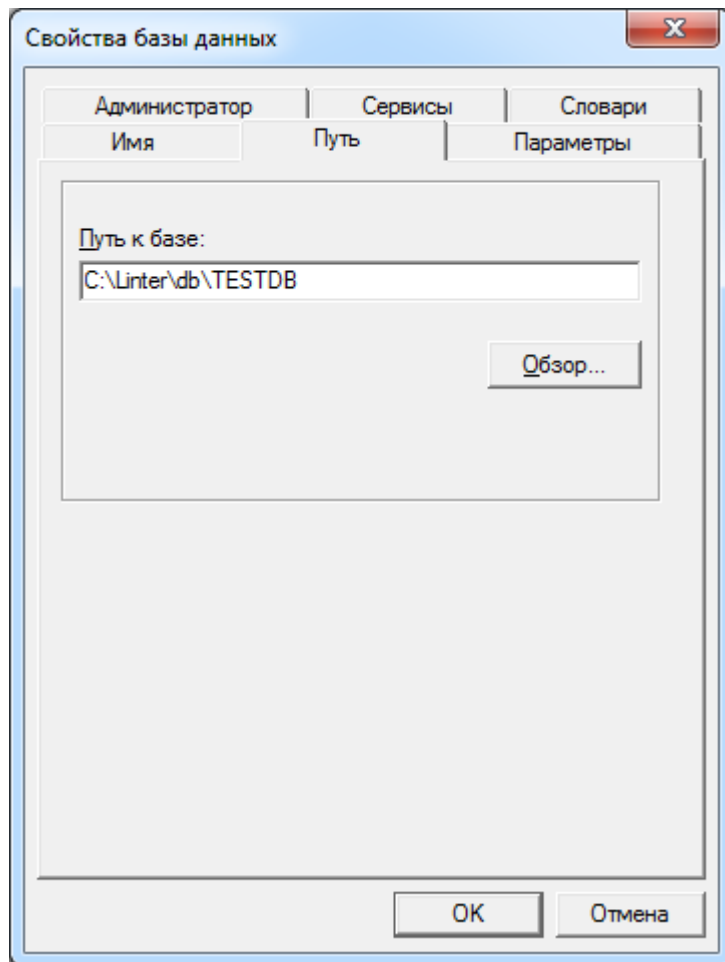 Свойства базы данных
Администратор Сервисы Словари
Имя Путь Параметры
Путь к базе:
C:\Linter\db\TESTDB
Обзор...
OK Отмена